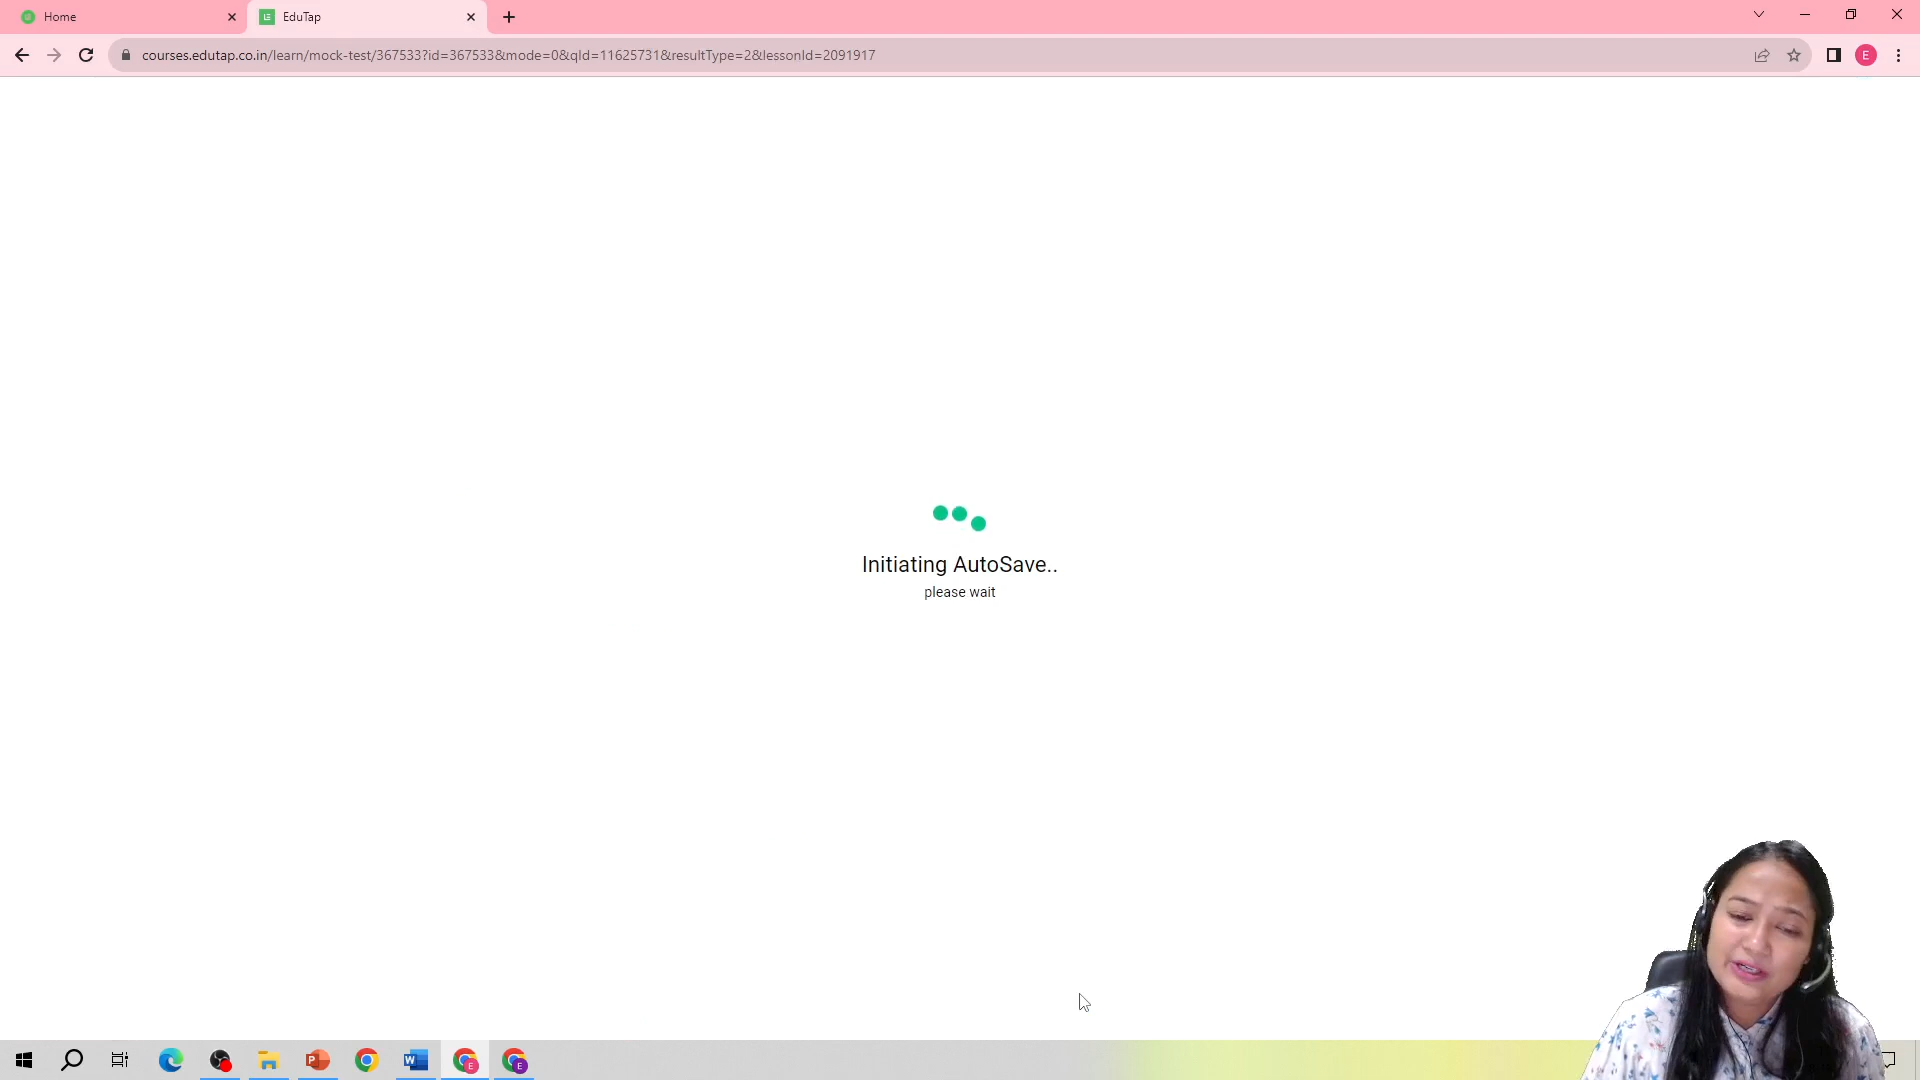 Home
EduTap
courses.edutap.co.in/learn/mock-test/367533?id=367533&mode=0&qId=11625731&resultType=2&lessonId=2091917
E
Initiating AutoSave..
please wait
P
W
E
E